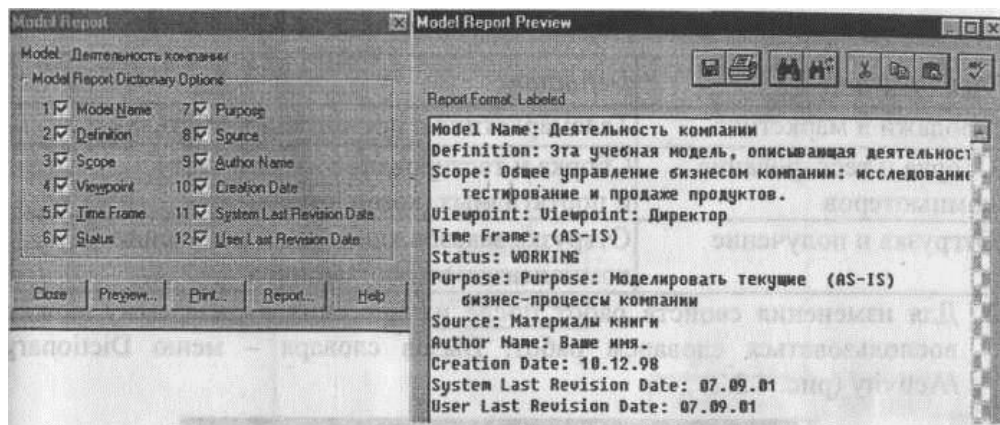 Model Report
Model: Деятельность компании
Model Report Dictionary Options
1 Model Name
2 Definition
3 Scope
4 Viewpoint
5 Time Frame
6 Status
7 Purpose
8 Source
9 Author Name
10 Creation Date
11 System Last Revision Date
12 User Last Revision Date
Close Preview... Print... Report... Help
Model Report Preview
Report Format: Labeled
Model Name: Деятельность компании
Definition: Эта учебная модель, описывающая деятельност
Scope: Общее управление бизнесом компании: исследование
тестирование и продаже продуктов.
Viewpoint: Viewpoint: Директор
Time Frame: (AS-IS)
Status: WORKING
Purpose: Purpose: Моделировать текущие (AS-IS)
бизнес-процессы компании
Source: Материалы книги
Author Name: Ваше имя.
Creation Date: 10.12.98
System Last Revision Date: 07.09.01
User Last Revision Date: 07.09.01